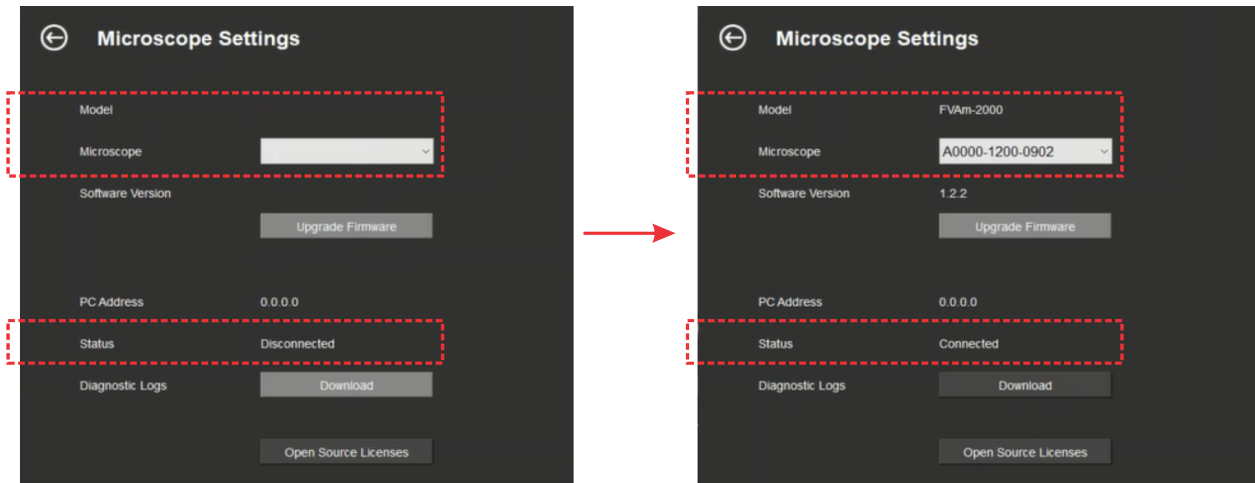 Microscope Settings
Model
Microscope
Software Version
Upgrade Firmware
PC Address 0.0.0.0
Status Disconnected
Diagnostic Logs Download
Open Source Licenses
Microscope Settings
Model FVAm-2000
Microscope A0000-1200-0902
Software Version 1.2.2
Upgrade Firmware
PC Address 0.0.0.0
Status Connected
Diagnostic Logs Download
Open Source Licenses